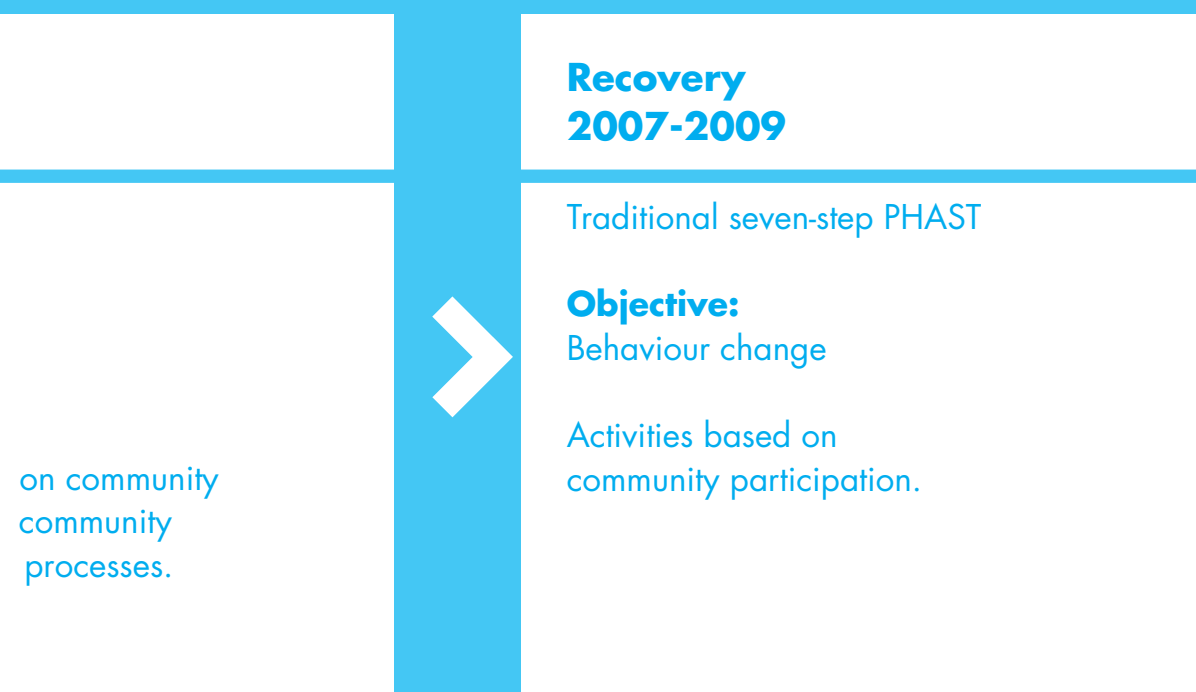 on community
community
processes.
Recovery
2007-2009
Traditional seven-step PHAST
Objective:
Behaviour change
Activities based on
community participation.